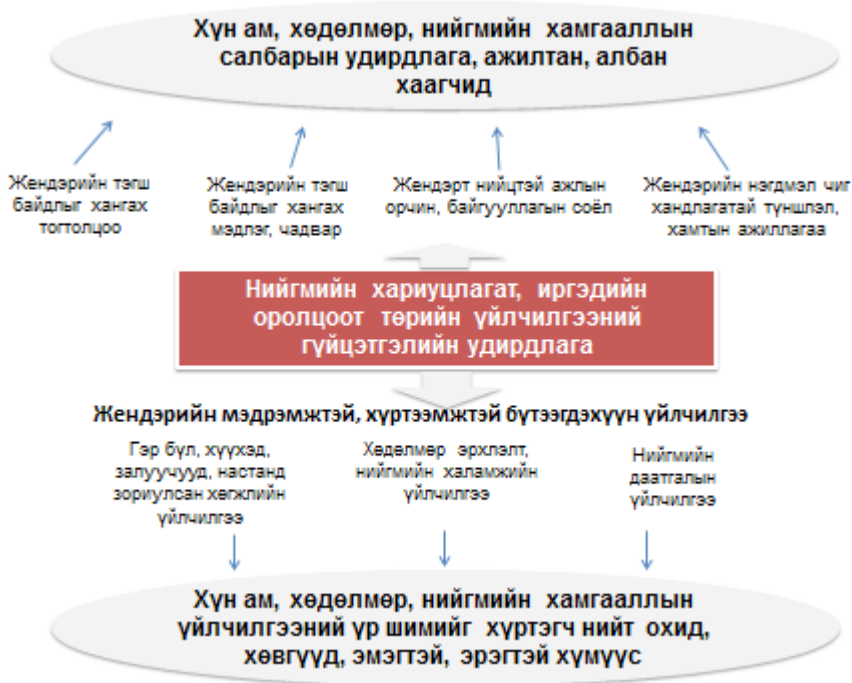 Хүн ам, хөдөлмөр, нийгмийн хамгааллын
салбарын удирдлага, ажилтан, албан
хаагчид
Жендэрийн тэгш
байдлыг хангах
тогтолцоо
Жендэрийн тэгш
байдлыг хангах
мэдлэг, чадвар
Жендэрт нийцтэй ажлын
орчин, байгууллагын соёл
Жендэрийн нэгдмэл чиг
хандлагатай түншлэл,
хамтын ажиллагаа
Нийгмийн хариуцлагат, иргэдийн
оролцоот төрийн үйлчилгээний
гүйцэтгэлийн удирдлага
Жендэрийн мэдрэмжтэй, хүртээмжтэй бүтээгдэхүүн үйлчилгээ
Гэр бүл, хүүхэд,
залуучууд, настанд
зориулсан хөгжлийн
үйлчилгээ
Хөдөлмөр эрхлэлт,
нийгмийн халамжийн
үйлчилгээ
Нийгмийн
даатгалын
үйлчилгээ
Хүн ам, хөдөлмөр, нийгмийн хамгааллын
үйлчилгээний үр шимийг хүртэгч нийт охид,
хөвгүүд, эмэгтэй, эрэгтэй хүмүүс